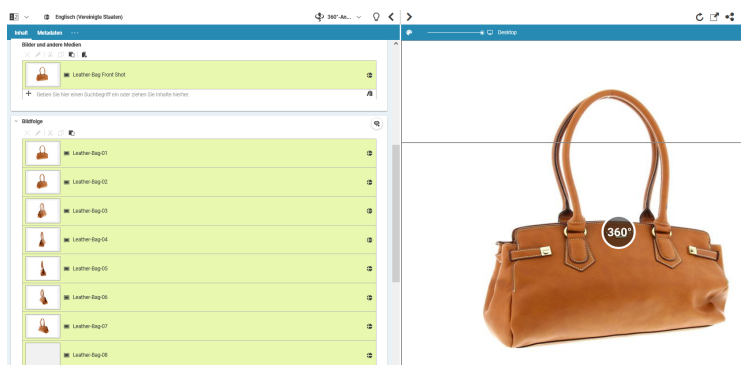 Englisch (Vereinigte Staaten)
360°-An...
Inhalt Metadaten ...
Desktop
Bilder und andere Medien
Leather-Bag Front Shot
Geben Sie hier einen Suchbegriff ein oder ziehen Sie Inhalte hierher.
Bildfolge
Leather-Bag-01
Leather-Bag-02
Leather-Bag-03
Leather-Bag-04
Leather-Bag-05
Leather-Bag-06
Leather-Bag-07
Leather-Bag-08
360°